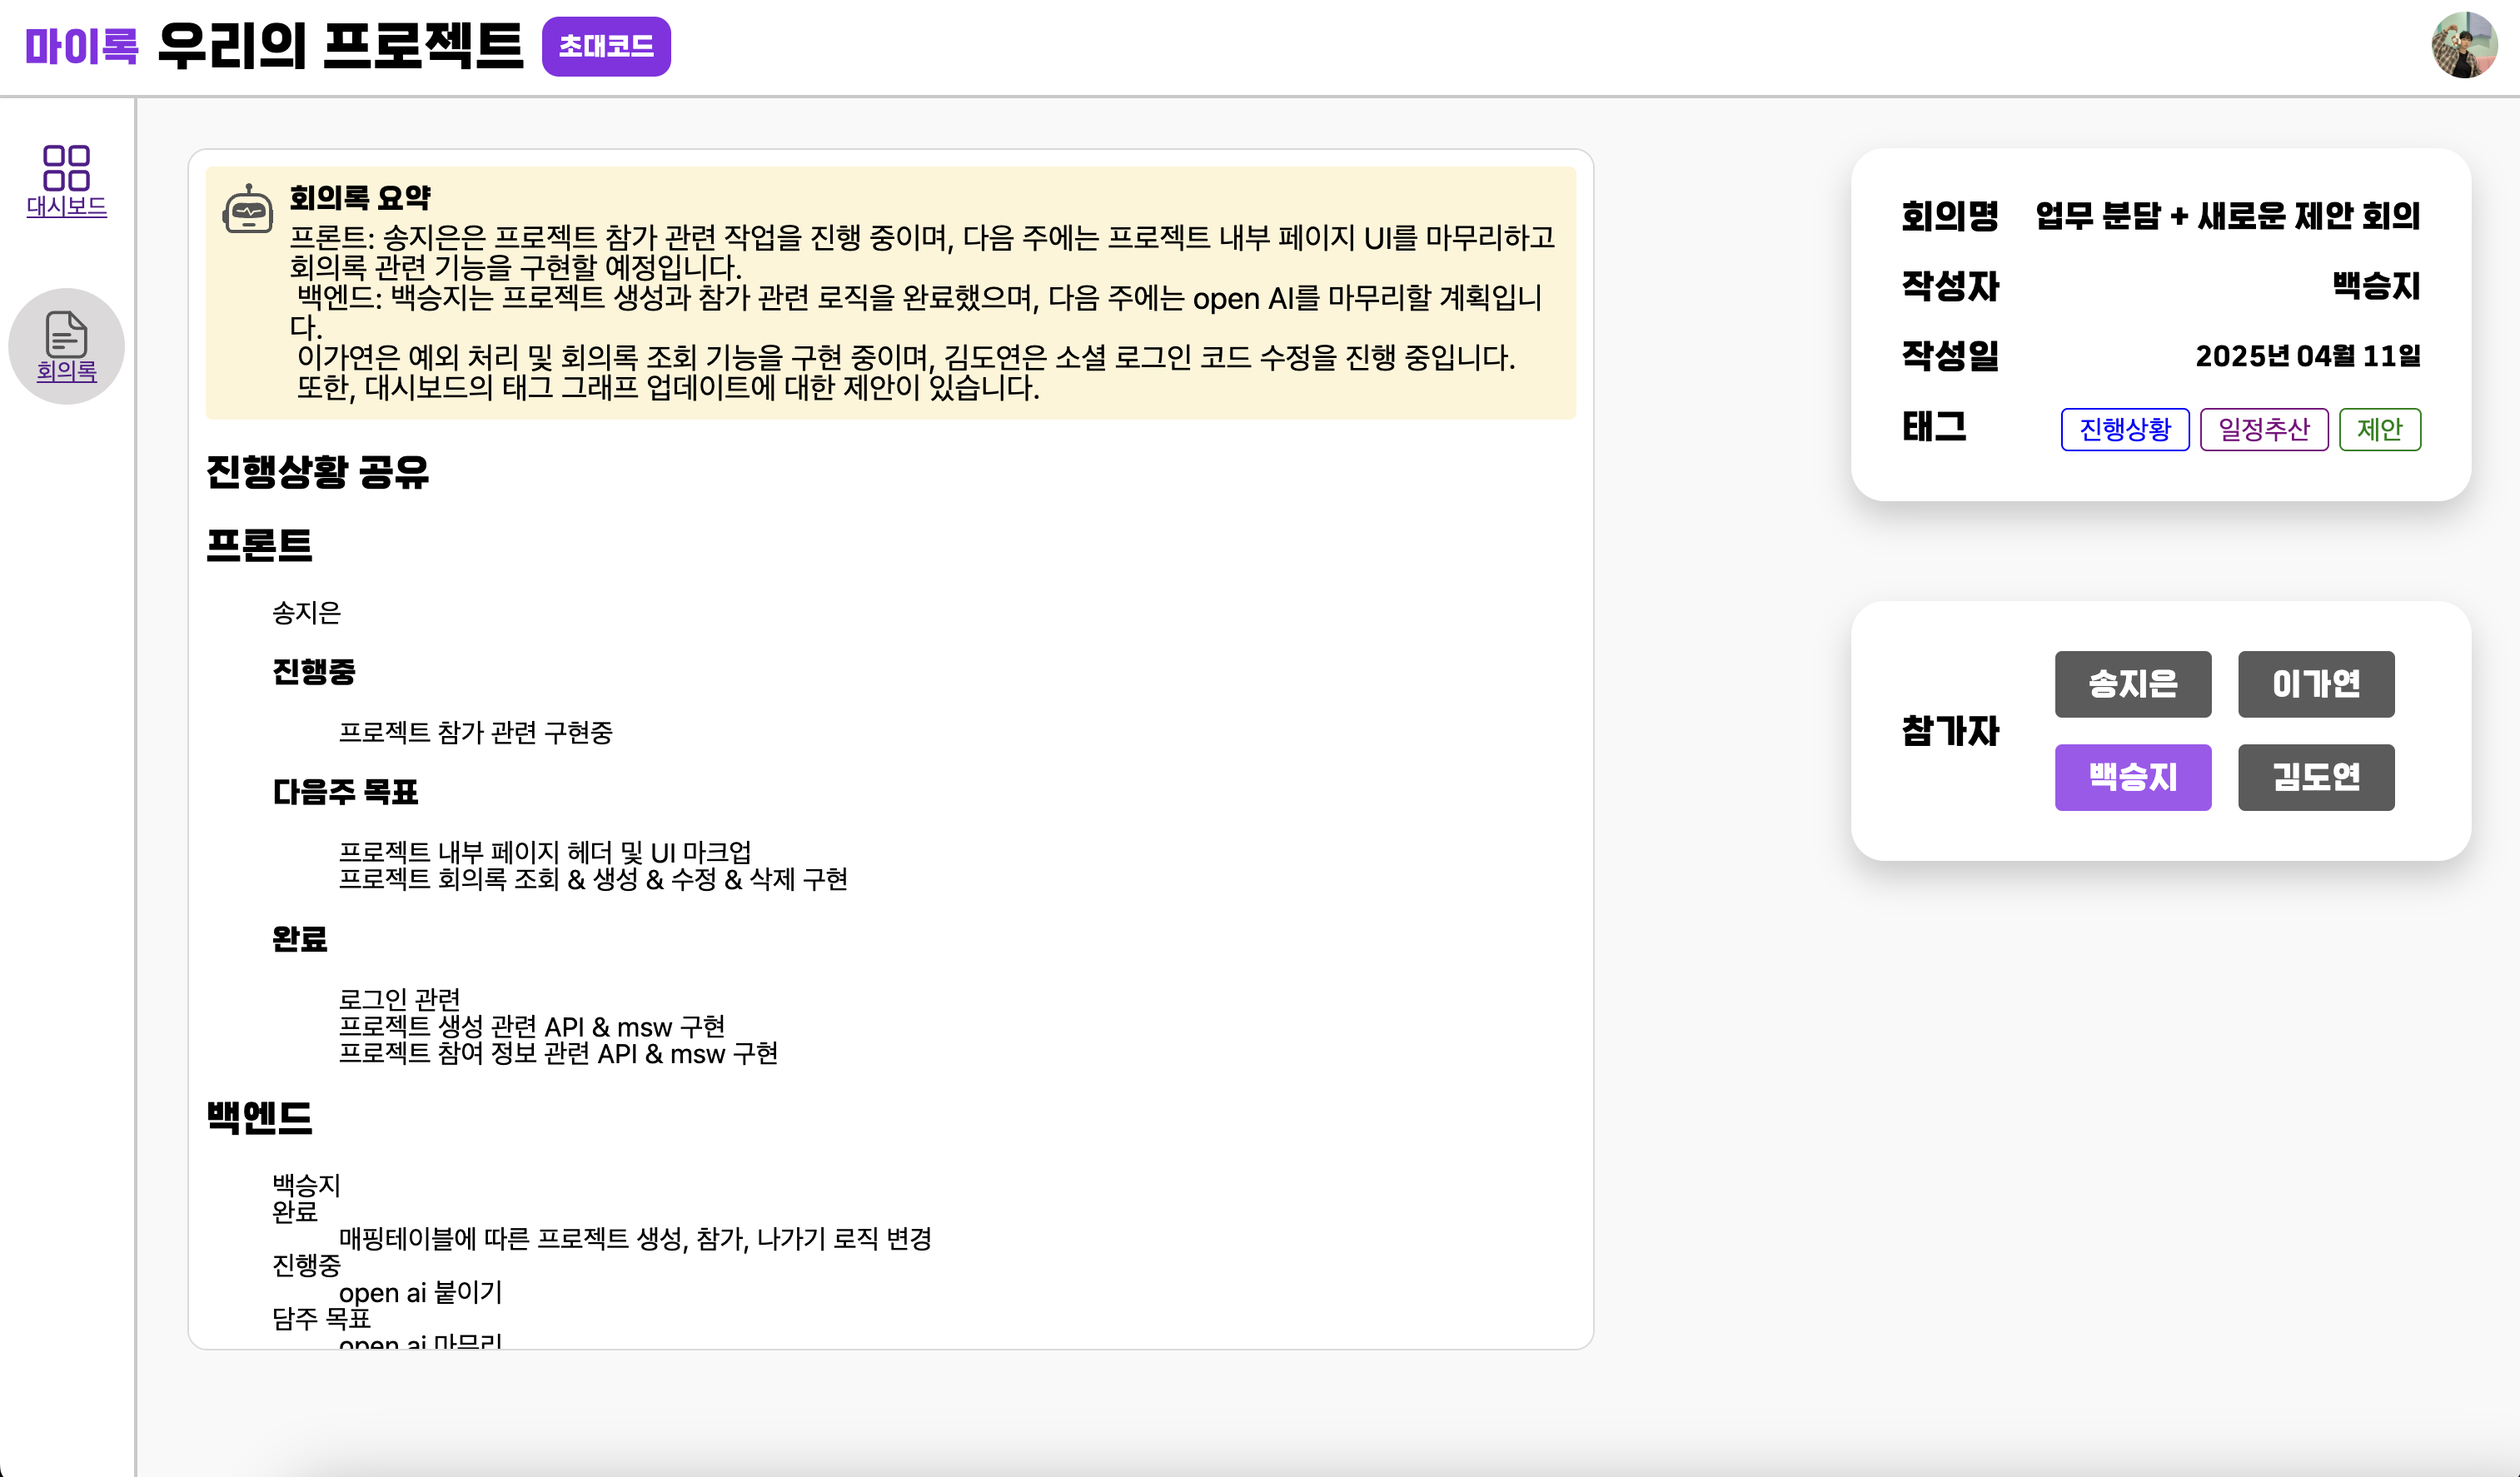 마이록 우리의 프로젝트 초대코드
대시보드
회의록
회의록 요약
프론트: 송지은은 프로젝트 참가 관련 작업을 진행 중이며, 다음 주에는 프로젝트 내부 페이지 UI를 마무리하고
회의록 관련 기능을 구현할 예정입니다.
백엔드: 백승지는 프로젝트 생성과 참가 관련 로직을 완료했으며, 다음 주에는 open AI를 마무리할 계획입니
다.
이가연은 예외 처리 및 회의록 조회 기능을 구현 중이며, 김도연은 소셜 로그인 코드 수정을 진행 중입니다.
또한, 대시보드의 태그 그래프 업데이트에 대한 제안이 있습니다.
진행상황 공유
프론트
송지은
진행중
프로젝트 참가 관련 구현중
다음주 목표
프로젝트 내부 페이지 헤더 및 UI 마크업
프로젝트 회의록 조회 & 생성 & 수정 & 삭제 구현
완료
로그인 관련
프로젝트 생성 관련 API & msw 구현
프로젝트 참여 정보 관련 API & msw 구현
백엔드
백승지
완료
매핑테이블에 따른 프로젝트 생성, 참가, 나가기 로직 변경
진행중
open ai 붙이기
담주 목표
open ai 마무리
회의명 업무 분담 + 새로운 제안 회의
작성자 백승지
작성일 2025년 04월 11일
태그 진행상황 일정추산 제안
참가자
송지은 이가연
백승지 김도연